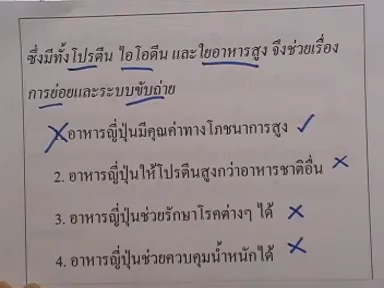 ซึ่งมีทั้งโปรตีน ไอโอดีน และใยอาหารสูง จึงช่วยเรื่อง
การย่อยและระบบขับถ่าย
อาหารญี่ปุ่นมีคุณค่าทางโภชนาการสูง
2. อาหารญี่ปุ่นให้โปรตีนสูงกว่าอาหารชาติอื่น
3. อาหารญี่ปุ่นช่วยรักษาโรคต่างๆ ได้
4. อาหารญี่ปุ่นช่วยควบคุมน้ำหนักได้